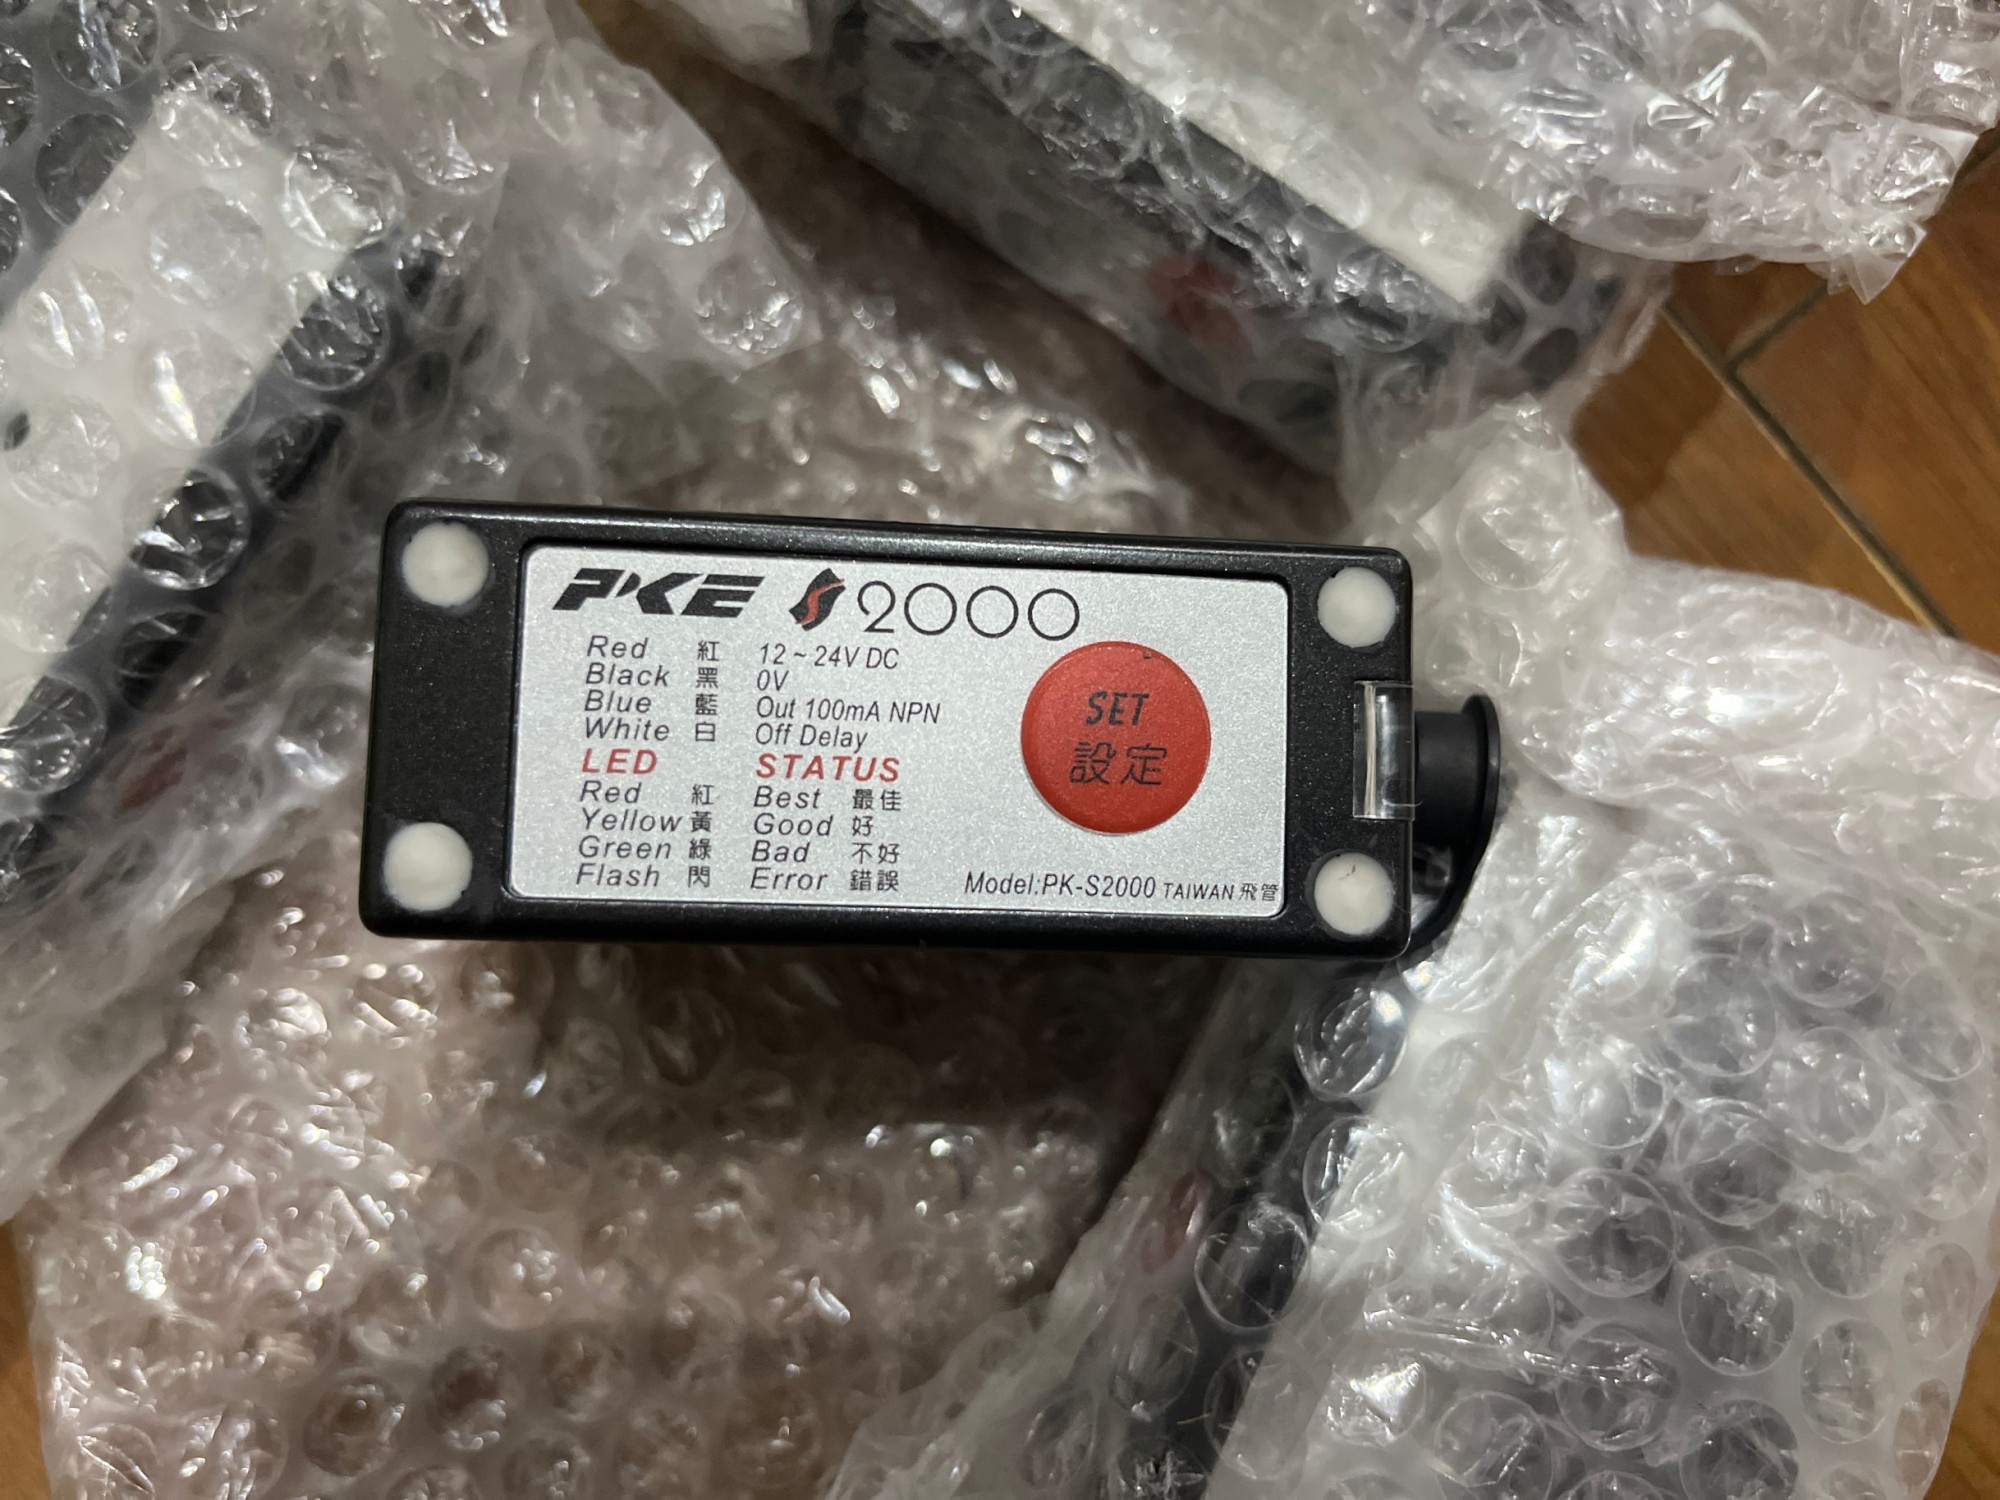 PKE S 2000
Red 紅 12 ~ 24V DC
Black 黑 0V
Blue 藍 Out 100mA NPN
White 白 Off Delay
LED STATUS
Red 紅 Best 最佳
Yellow 黃 Good 好
Green 綠 Bad 不好
Flash 閃 Error 錯誤
SET
設定
Model:PK-S2000 TAIWAN 飛管